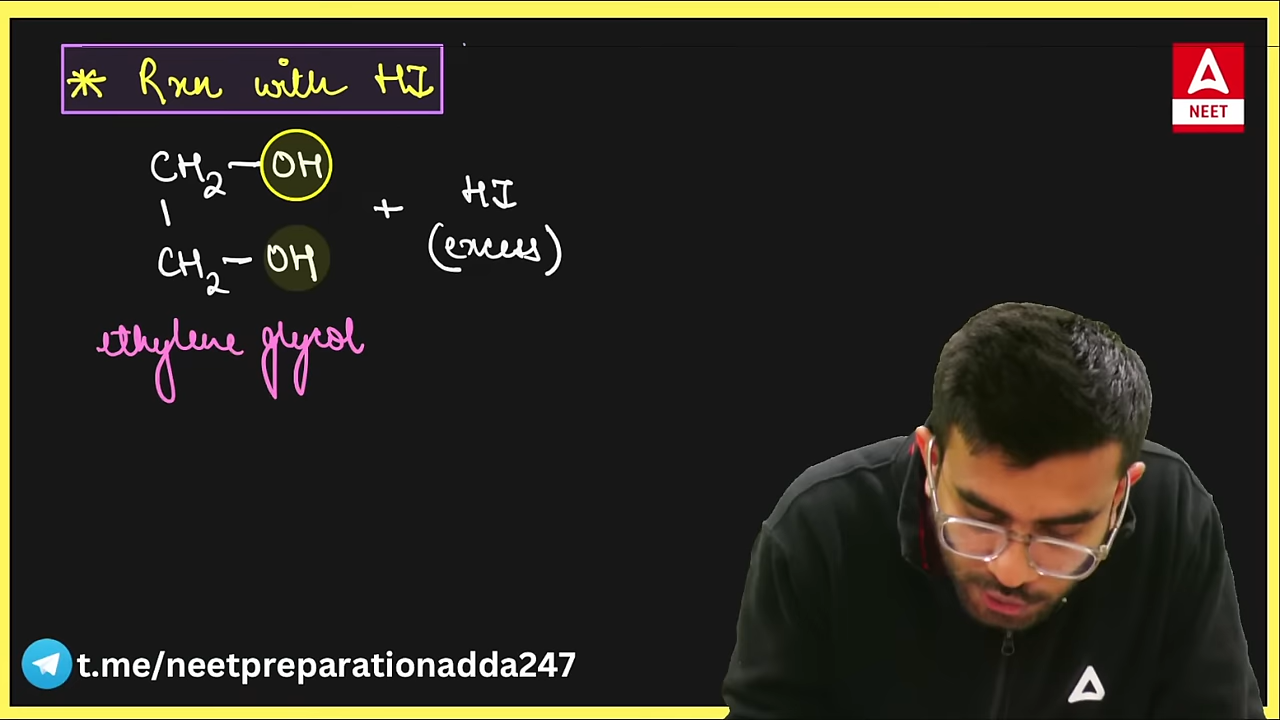 * Rxn with HI
CH2-OH
|
CH2-OH
+
HI
(excess)
ethylene glycol
NEET
t.me/neetpreparationadda247